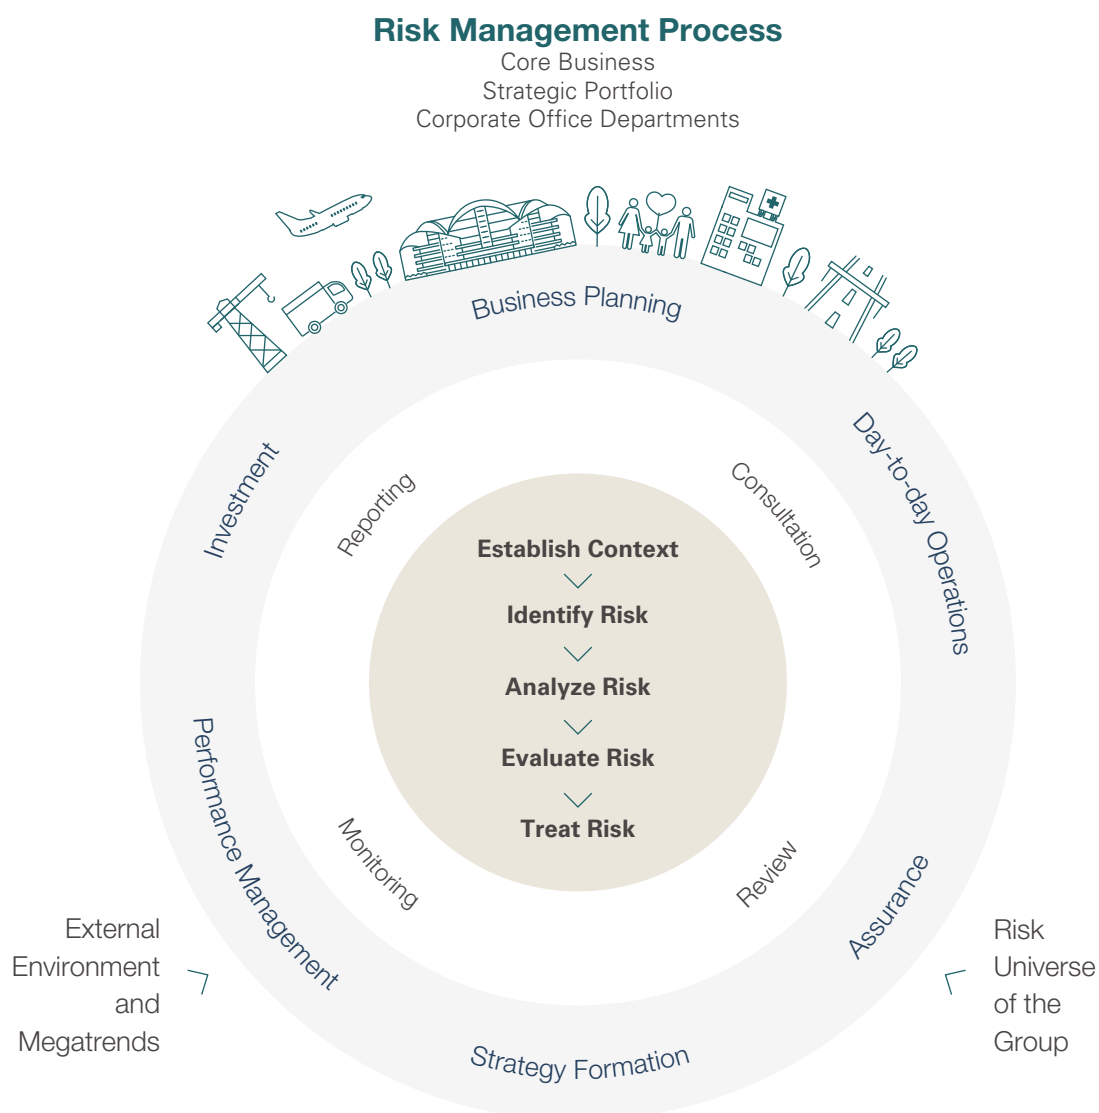 Risk Management Process
Core Business
Strategic Portfolio
Corporate Office Departments
Business Planning
Investment
Day-to-day Operations
Reporting
Consultation
Establish Context
Identify Risk
Analyze Risk
Evaluate Risk
Treat Risk
Performance Management
Monitoring
Review
Assurance
External
Environment
and
Megatrends
Risk
Universe
of the
Group
Strategy Formation